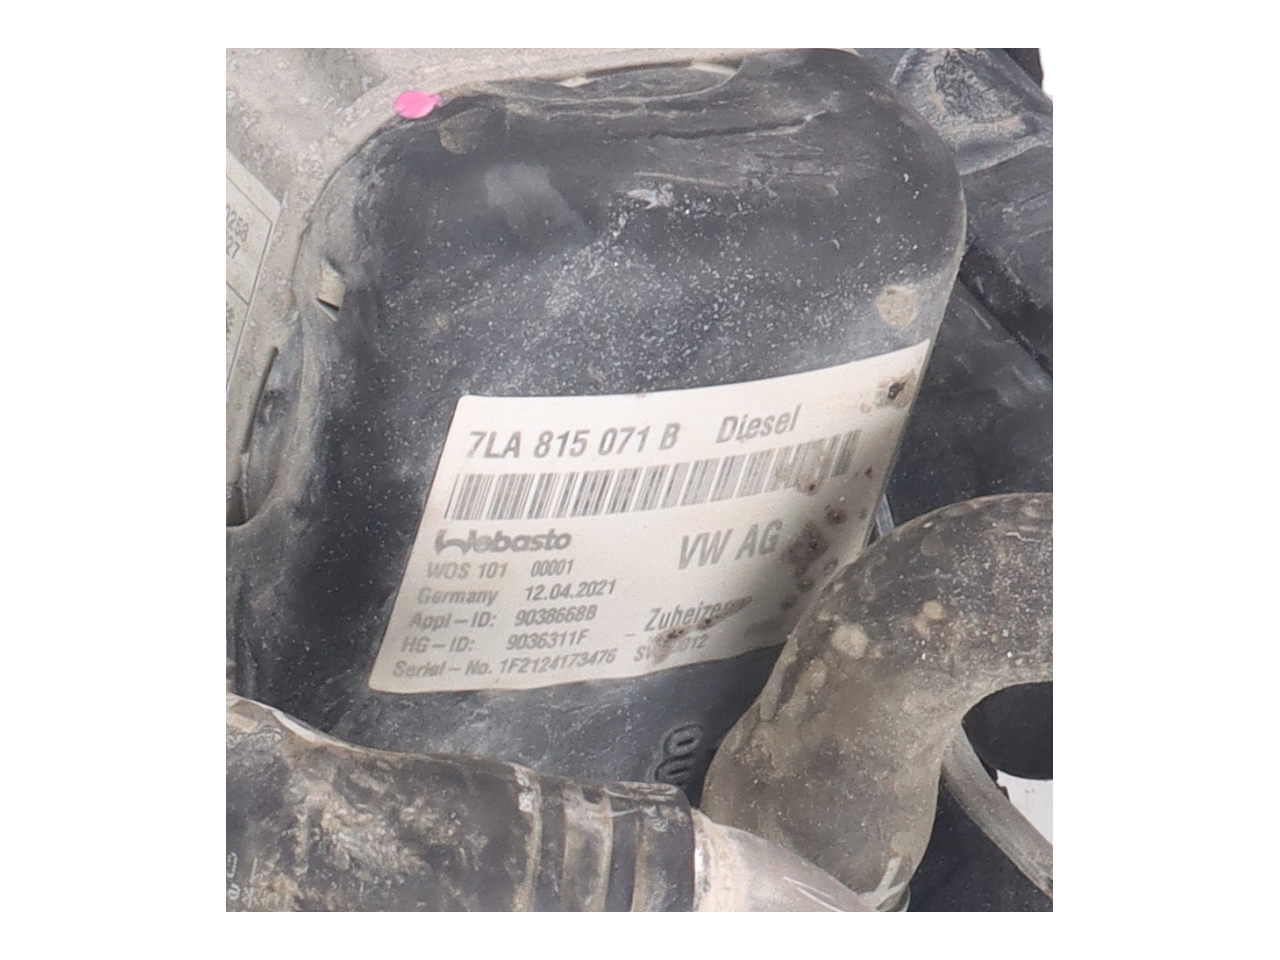 7LA 815 071 B Diesel
Webasto
VW AG
WOS 101 00001
Germany 12.04.2021
Appl-ID: 9038668B
Zuheizer
HG-ID: 9036311F
Serial-No. 1F2124173476